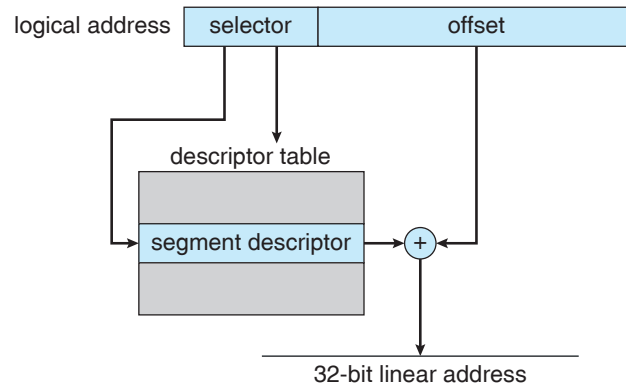 logical address
selector
offset
descriptor table
segment descriptor
+
32-bit linear address